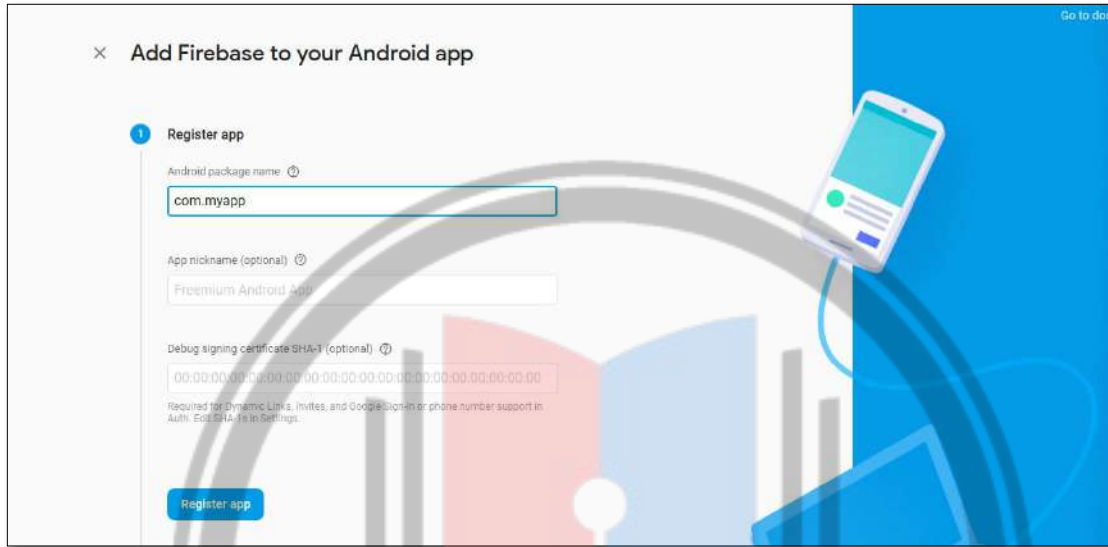 Go to do
Add Firebase to your Android app
1
Register app
Android package name
com.myapp
App nickname (optional)
Freemium Android App
Debug signing certificate SHA-1 (optional)
00:00:00:00:00:00:00:00:00:00:00:00:00:00:00:00:00:00:00:00
Required for Dynamic Links, Invites, and Google Sign-In or phone number support in
Auth. Edit SHA-1s in Settings.
Register app